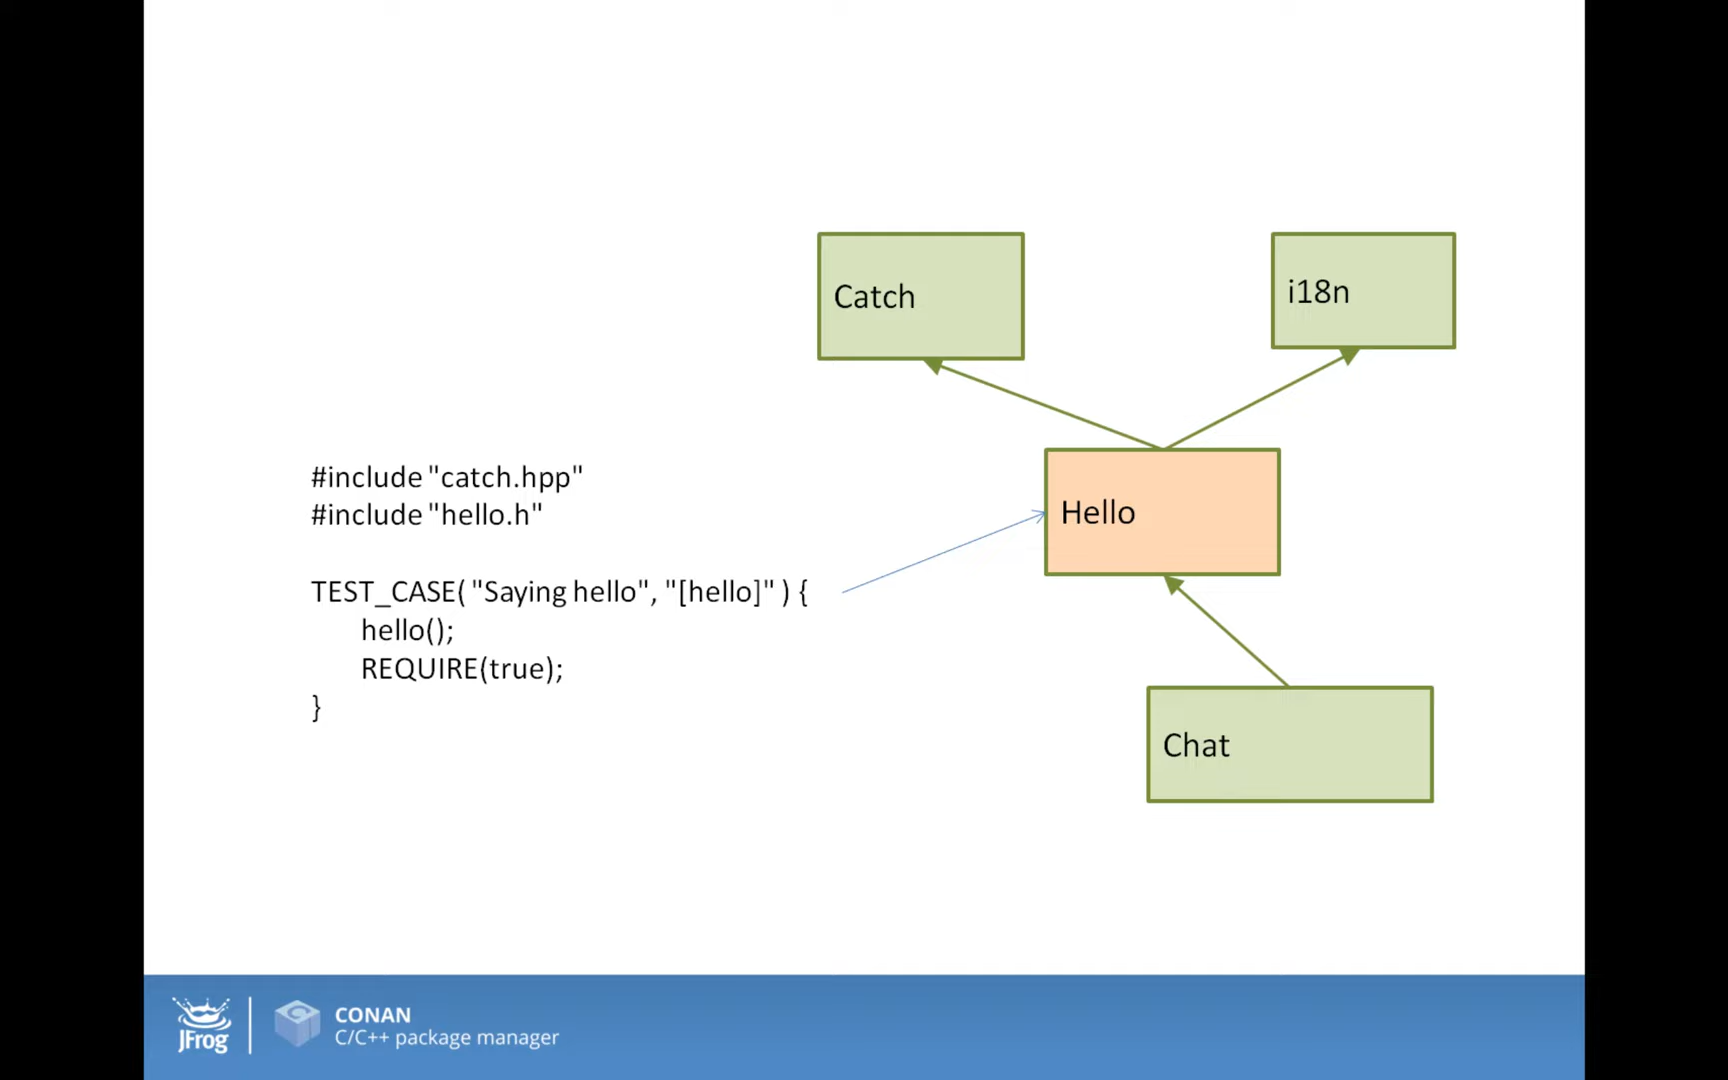 Catch
i18n
#include "catch.hpp"
#include "hello.h"
Hello
TEST_CASE( "Saying hello", "[hello]" ) {
hello();
REQUIRE(true);
}
Chat
JFrog
CONAN
C/C++ package manager